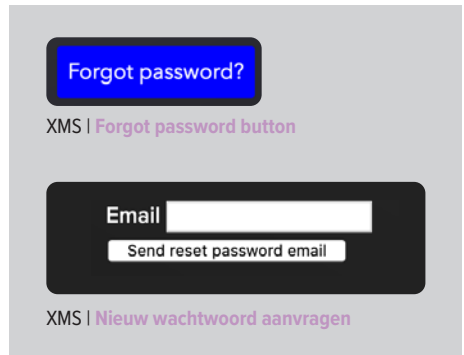 Forgot password?
XMS | Forgot password button
Email
Send reset password email
XMS | Nieuw wachtwoord aanvragen